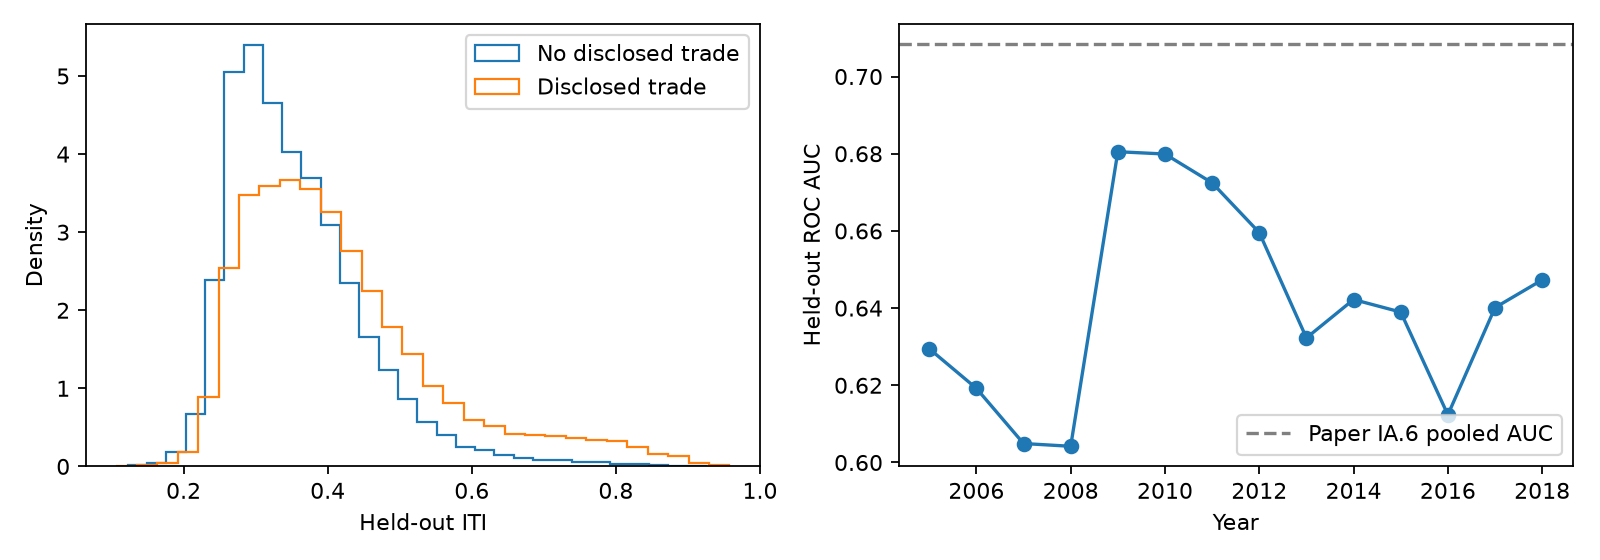 No disclosed trade
Disclosed trade
5
4
3
2
1
0
Density
0.2 0.4 0.6 0.8 1.0
Held-out ITI
0.70
0.68
0.66
0.64
0.62
0.60
Held-out ROC AUC
Paper IA.6 pooled AUC
2006 2008 2010 2012 2014 2016 2018
Year